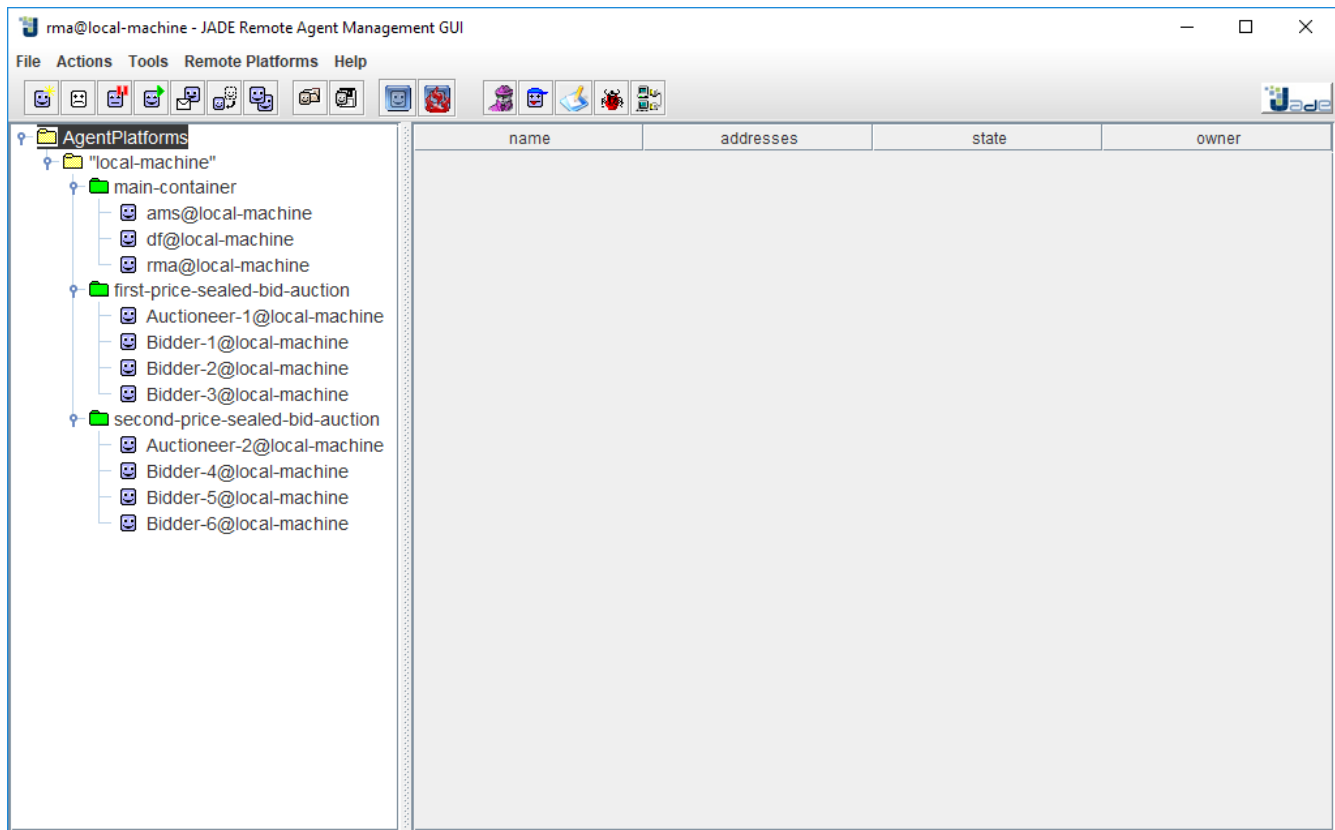 rma@local-machine - JADE Remote Agent Management GUI
File Actions Tools Remote Platforms Help
Jade
AgentPlatforms
name addresses state owner
"local-machine"
main-container
ams@local-machine
df@local-machine
rma@local-machine
first-price-sealed-bid-auction
Auctioneer-1@local-machine
Bidder-1@local-machine
Bidder-2@local-machine
Bidder-3@local-machine
second-price-sealed-bid-auction
Auctioneer-2@local-machine
Bidder-4@local-machine
Bidder-5@local-machine
Bidder-6@local-machine